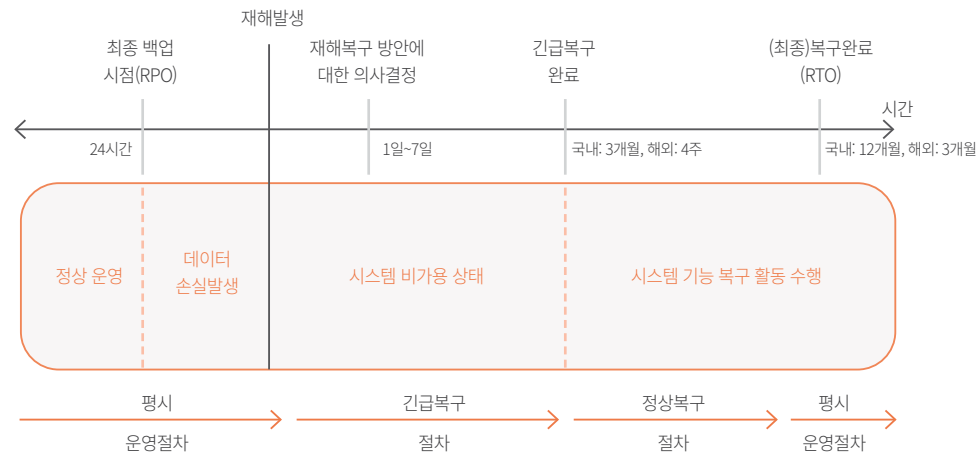 재해발생
최종 백업
시점(RPO)
재해복구 방안에
대한 의사결정
긴급복구
완료
(최종)복구완료
(RTO)
시간
24시간
1일~7일
국내: 3개월, 해외: 4주
국내: 12개월, 해외: 3개월
정상 운영
데이터
손실발생
시스템 비가용 상태
시스템 기능 복구 활동 수행
평시
운영절차
긴급복구
절차
정상복구
절차
평시
운영절차